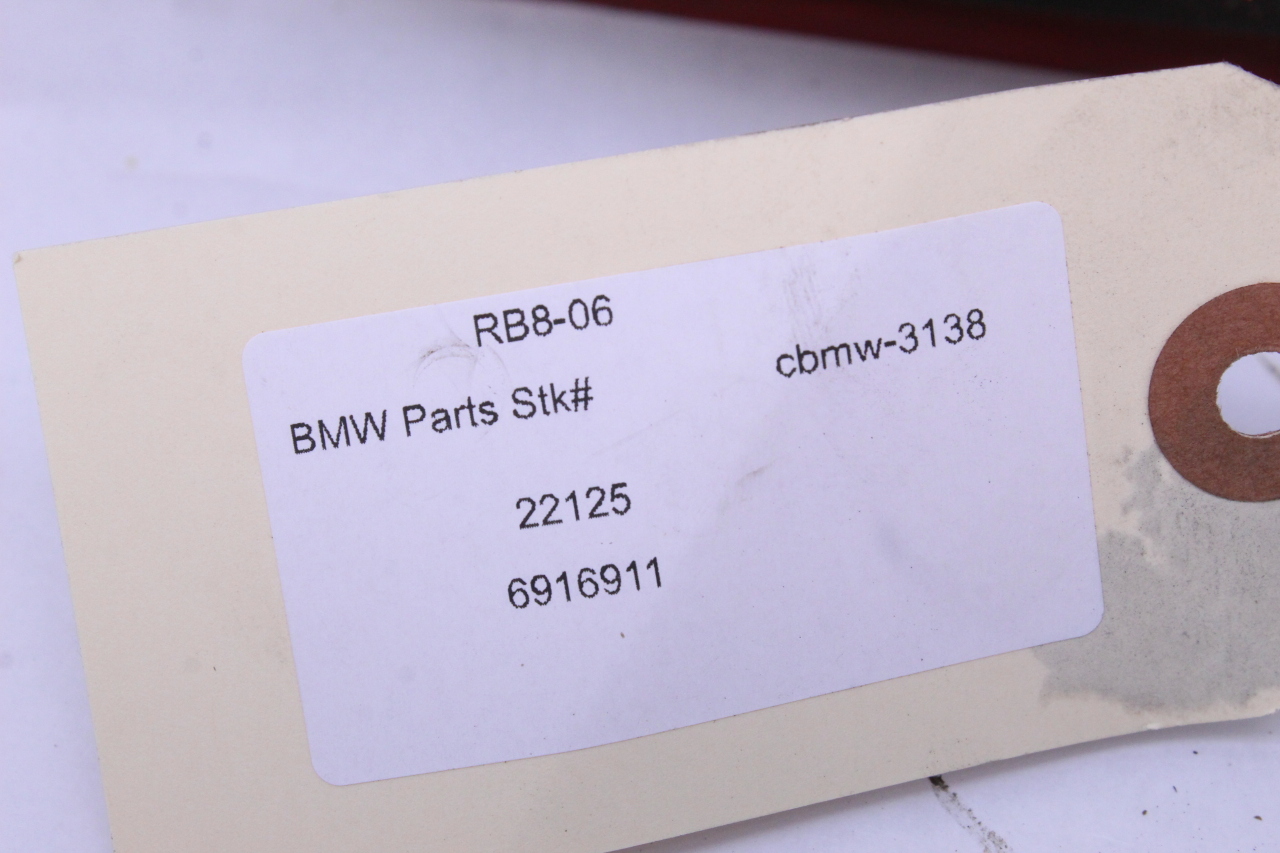 RB8-06
cbmw-3138
BMW Parts Stk#
22125
6916911